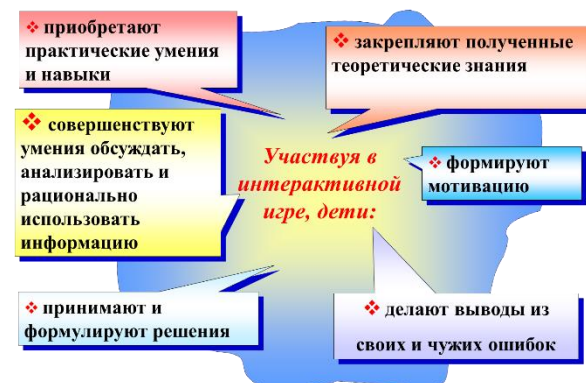 ❖ приобретают
практические умения
и навыки
❖ закрепляют полученные
теоретические знания
❖ совершенствуют
умения обсуждать,
анализировать и
рационально
использовать
информацию
Участвуя в
интерактивной
игре, дети:
❖ формируют
мотивацию
❖ принимают и
формулируют решения
❖ делают выводы из
своих и чужих ошибок